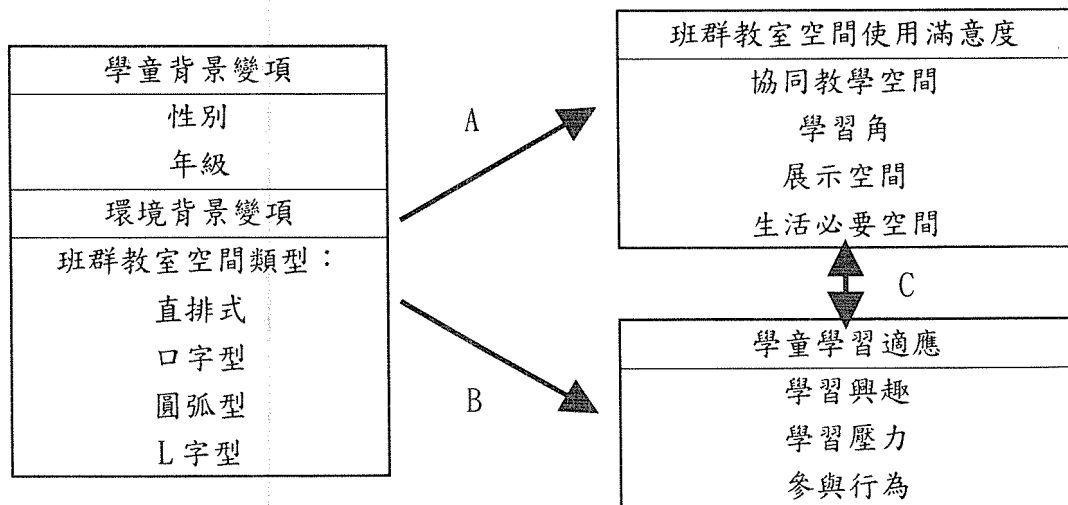 學童背景變項
性別
年級
環境背景變項
班群教室空間類型：
直排式
口字型
圓弧型
L字型
A
B
班群教室空間使用滿意度
協同教學空間
學習角
展示空間
生活必要空間
C
學童學習適應
學習興趣
學習壓力
參與行為